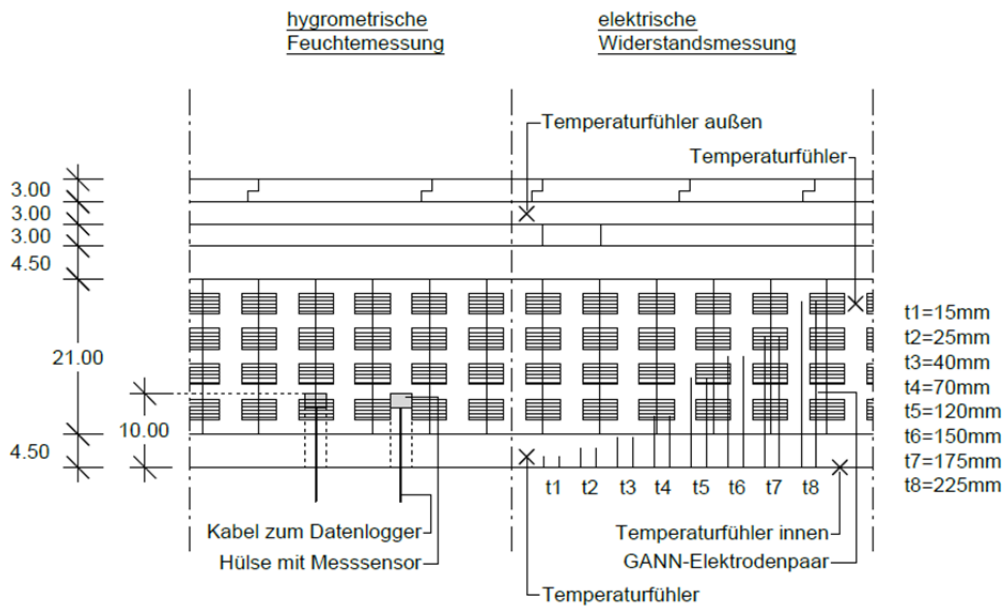 hygrometrische
Feuchtemessung
elektrische
Widerstandsmessung
Temperaturfühler außen
Temperaturfühler
3.00
3.00
3.00
4.50
21.00
10.00
4.50
t1=15mm
t2=25mm
t3=40mm
t4=70mm
t5=120mm
t6=150mm
t7=175mm
t8=225mm
t1 t2 t3 t4 t5 t6 t7 t8
Kabel zum Datenlogger
Hülse mit Messsensor
Temperaturfühler innen
GANN-Elektrodenpaar
Temperaturfühler